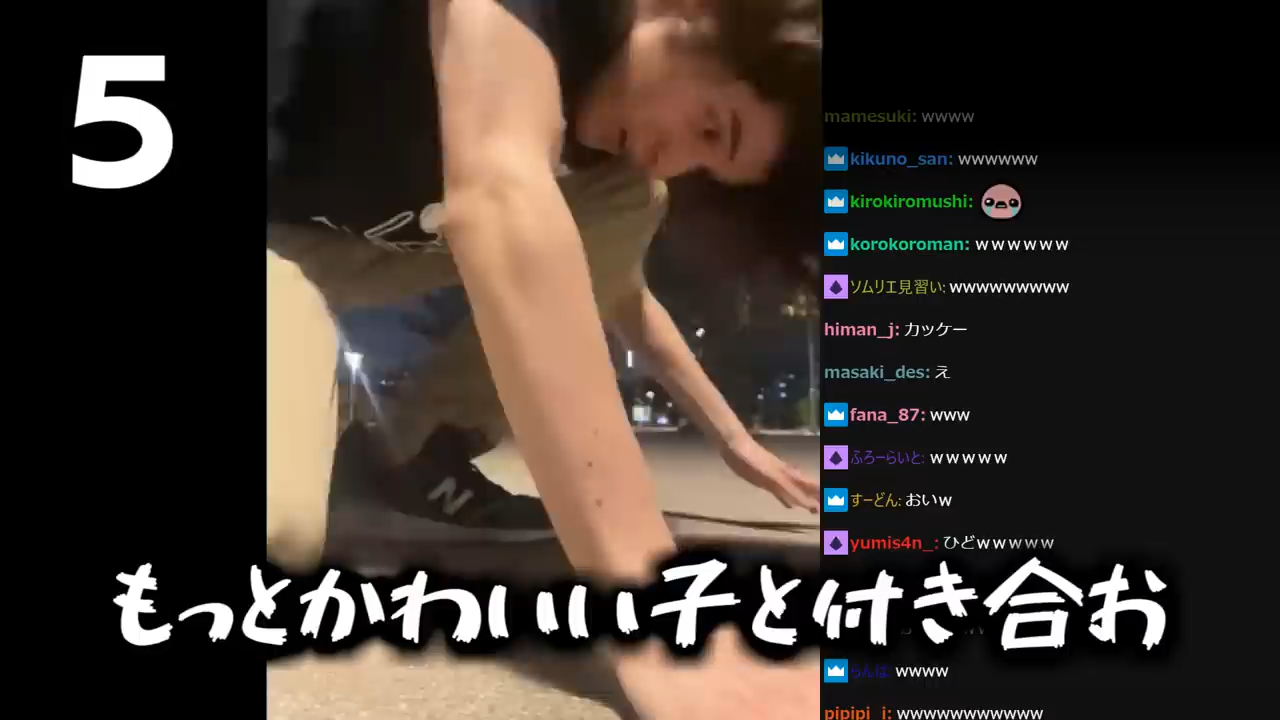 5
mamesuki: wwww
kikuno_san: wwwwww
kirokiromushi:
korokoroman: ｗｗｗｗｗｗ
ソムリエ見習い: wwwwwwwww
himan_j: カッケー
masaki_des: え
fana_87: www
N
ふろーらいと: ｗｗｗｗｗ
すーどん: おいｗ
yumis4n_: ひどｗｗｗｗｗ
もっとかわいい子と付き合お
wwww
pipipi_i: wwwwwwwwwww